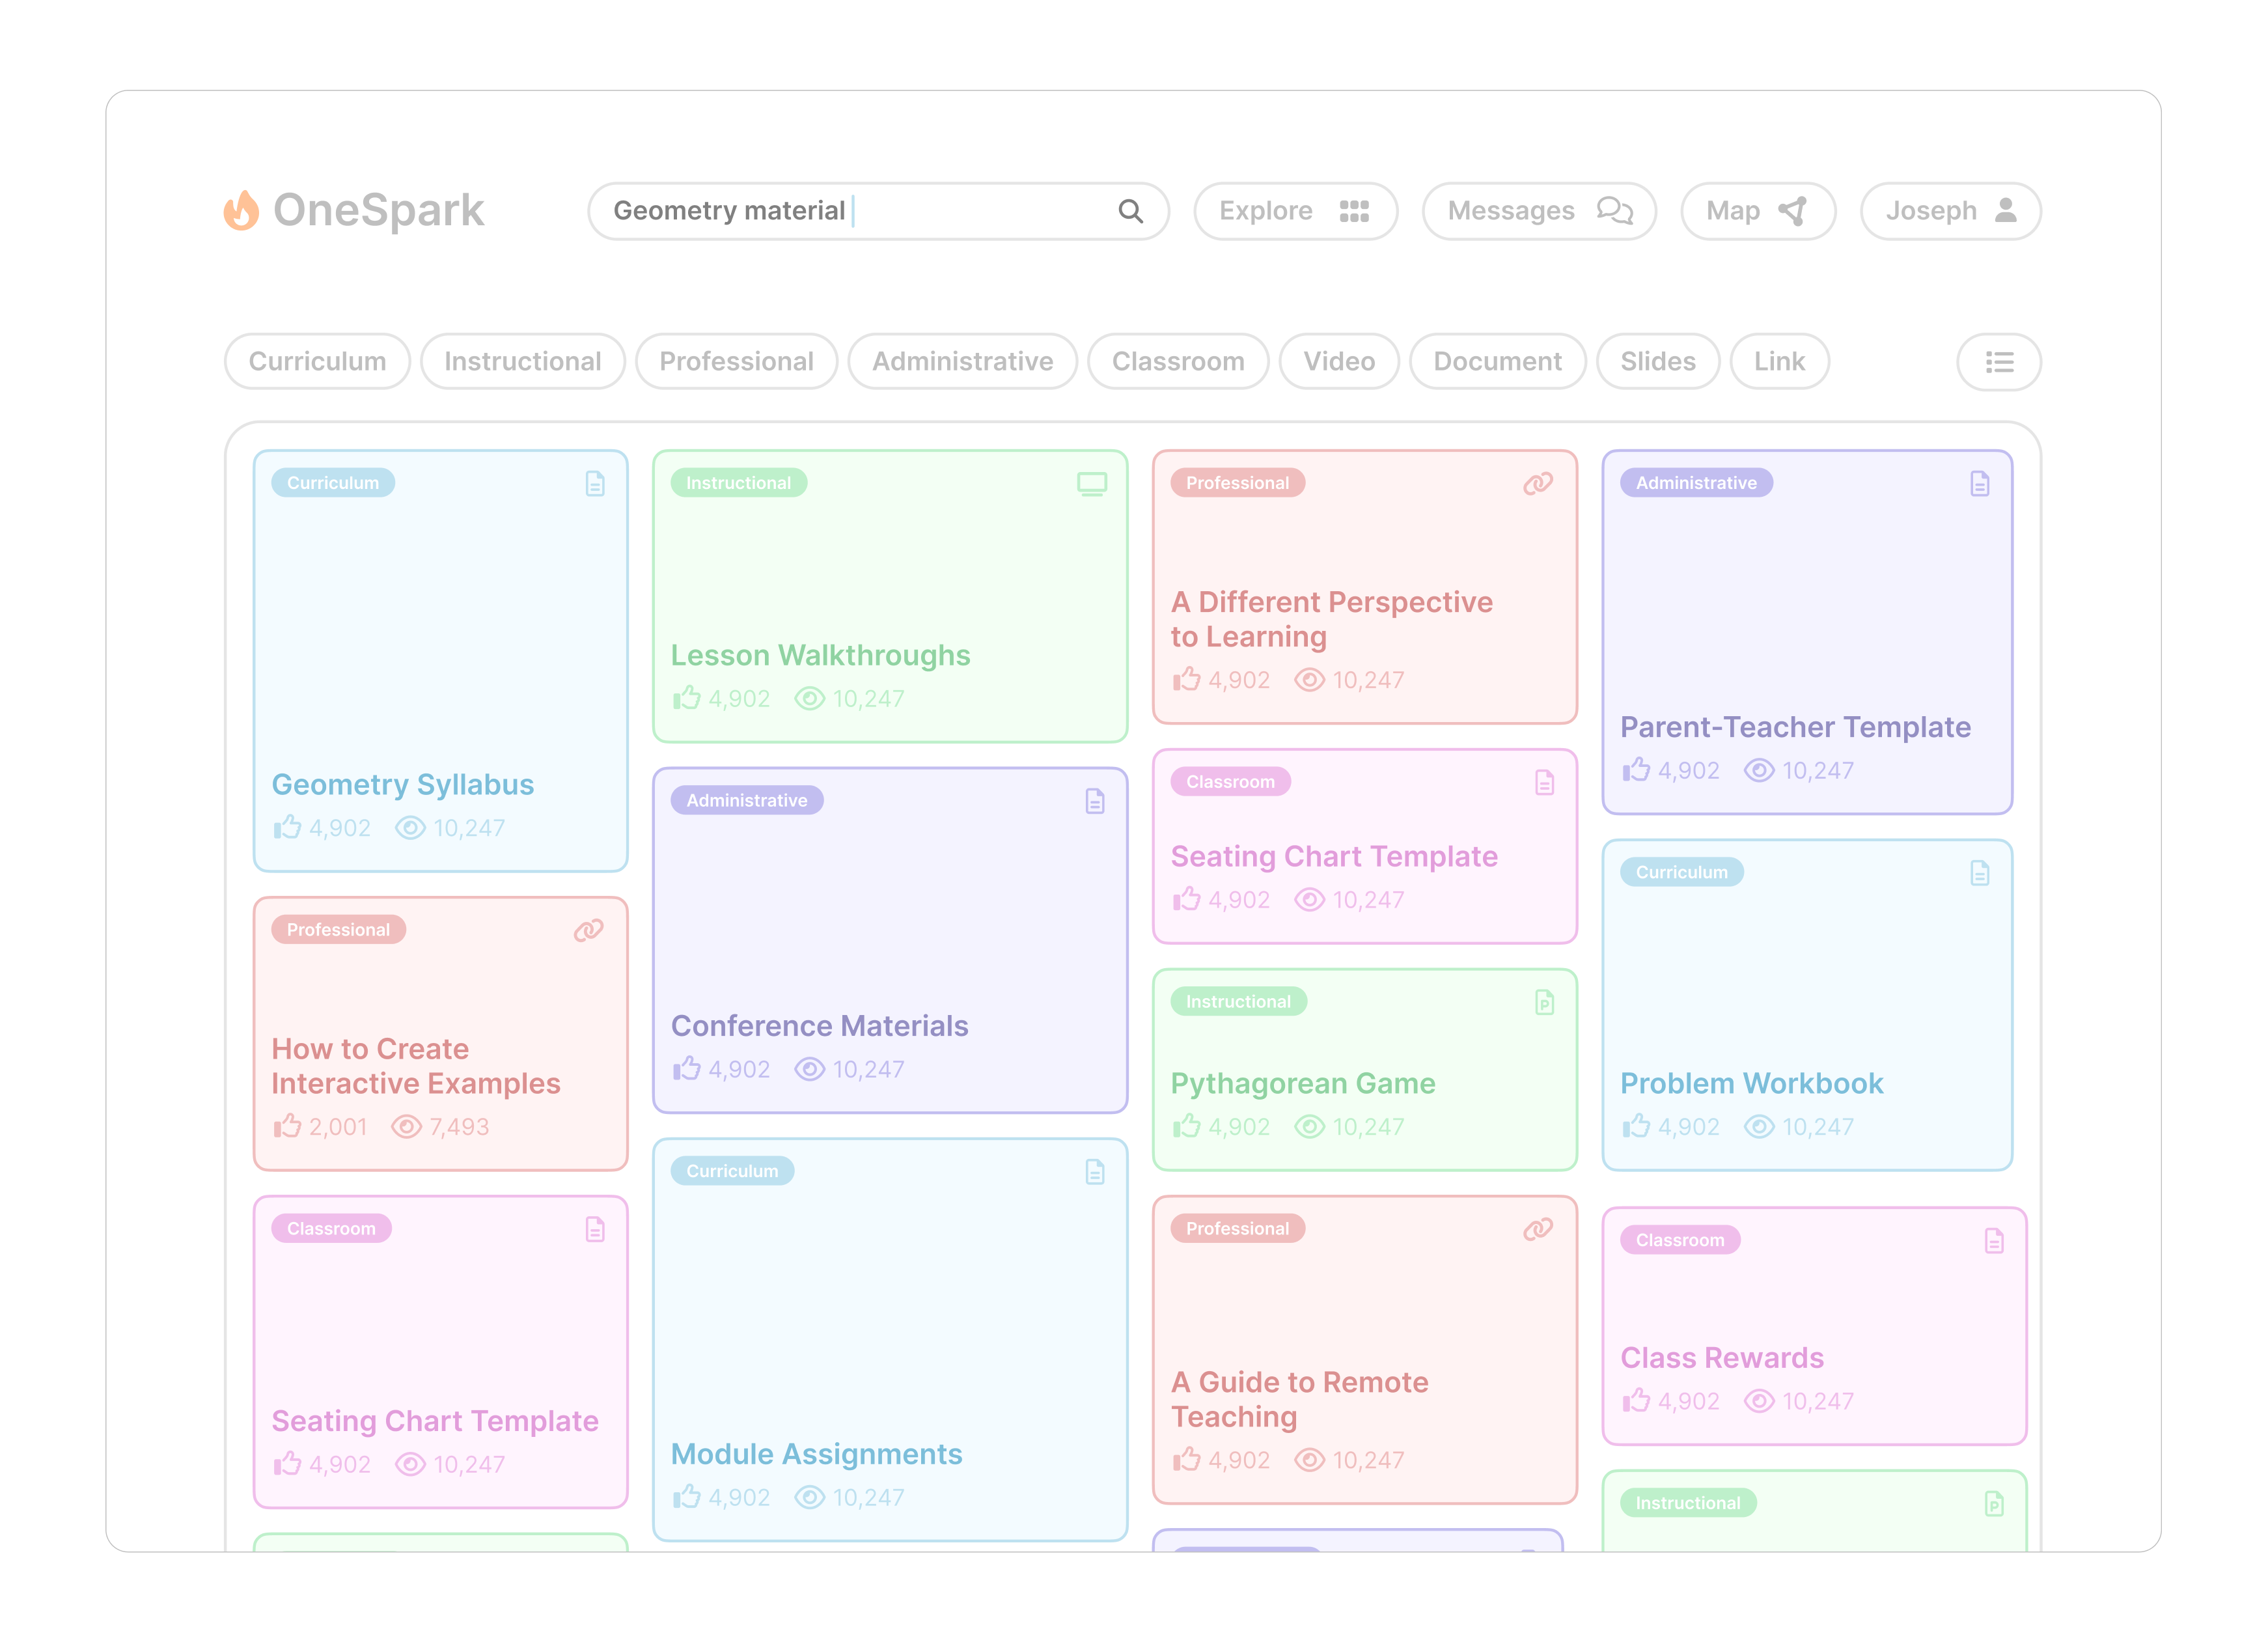 OneSpark
Geometry material
Explore
Messages
Map
Joseph
Curriculum
Instructional
Professional
Administrative
Classroom
Video
Document
Slides
Link
Curriculum
Geometry Syllabus
4,902 10,247
Professional
How to Create
Interactive Examples
2,001 7,493
Classroom
Seating Chart Template
4,902 10,247
Instructional
Lesson Walkthroughs
4,902 10,247
Administrative
Conference Materials
4,902 10,247
Curriculum
Module Assignments
4,902 10,247
Professional
A Different Perspective
to Learning
4,902 10,247
Classroom
Seating Chart Template
4,902 10,247
Instructional
P
Pythagorean Game
4,902 10,247
Professional
A Guide to Remote
Teaching
4,902 10,247
Administrative
Parent-Teacher Template
4,902 10,247
Curriculum
Problem Workbook
4,902 10,247
Classroom
Class Rewards
4,902 10,247
Instructional
P